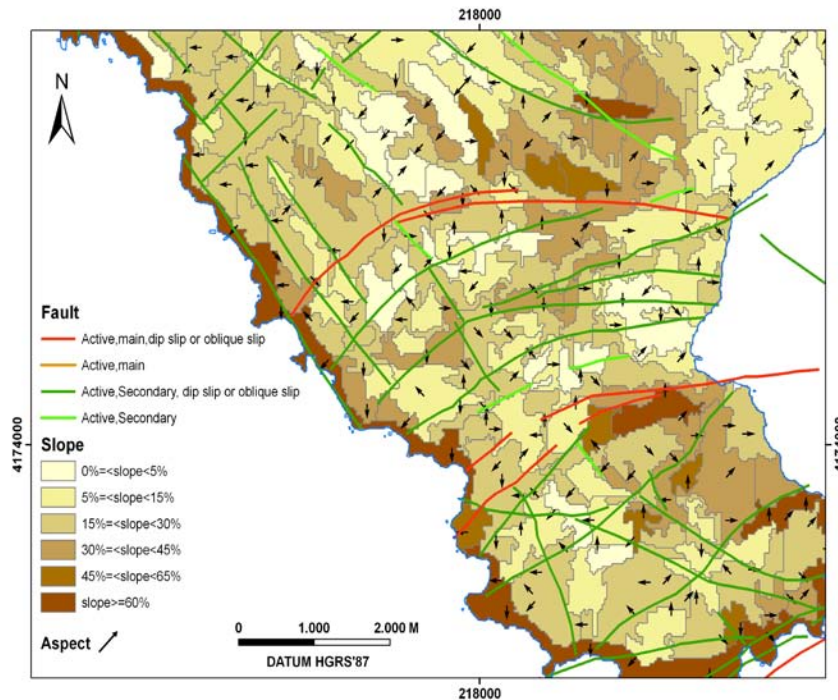 218000
N
Fault
Active,main,dip slip or oblique slip
Active,main
Active,Secondary, dip slip or oblique slip
Active,Secondary
4174000
4174000
Slope
0%=<slope<5%
5%=<slope<15%
15%=<slope<30%
30%=<slope<45%
45%=<slope<65%
slope>=60%
Aspect
0 1.000 2.000 M
DATUM HGRS'87
218000